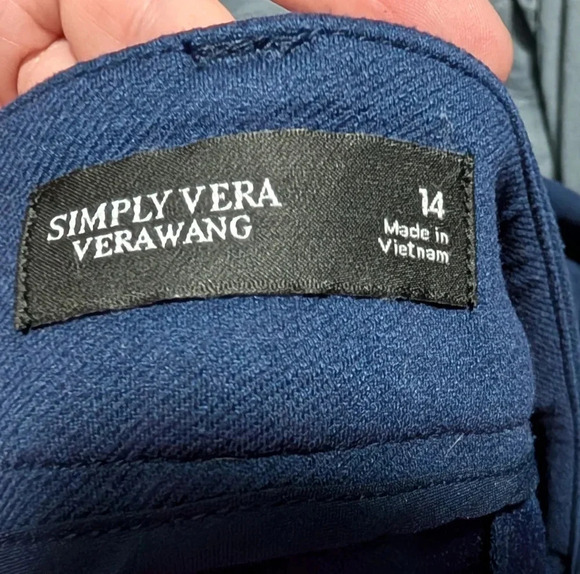 SIMPLY VERA
VERAWANG
14
Made in
Vietnam